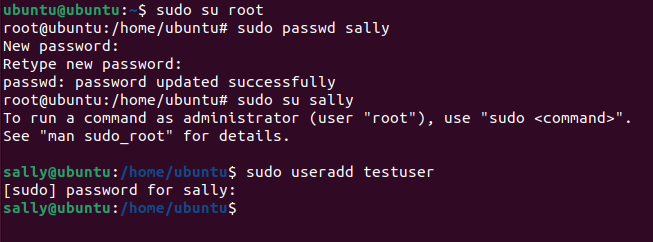 ubuntu@ubuntu:~$ sudo su root
root@ubuntu:/home/ubuntu# sudo passwd sally
New password:
Retype new password:
passwd: password updated successfully
root@ubuntu:/home/ubuntu# sudo su sally
To run a command as administrator (user "root"), use "sudo <command>".
See "man sudo_root" for details.

sally@ubuntu:/home/ubuntu$ sudo useradd testuser
[sudo] password for sally:
sally@ubuntu:/home/ubuntu$